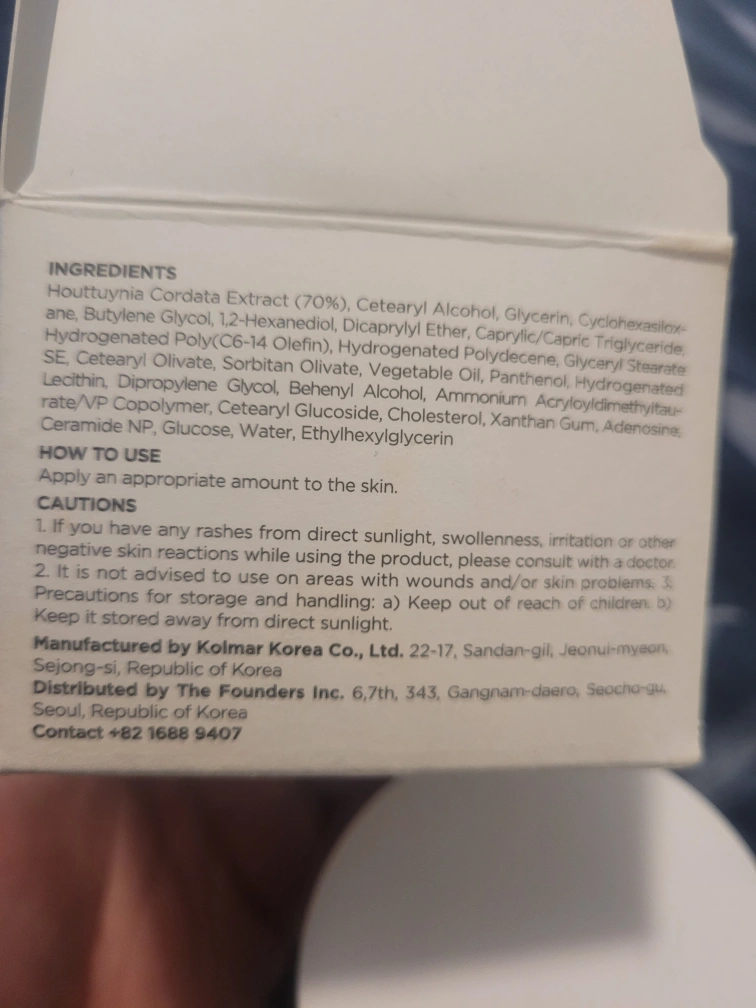 INGREDIENTS
Houttuynia Cordata Extract (70%), Cetearyl Alcohol, Glycerin, Cyclohexasilox-
ane, Butylene Glycol, 1,2-Hexanediol, Dicaprylyl Ether, Caprylic/Capric Triglyceride,
Hydrogenated Poly(C6-14 Olefin), Hydrogenated Polydecene, Glyceryl Stearate
SE, Cetearyl Olivate, Sorbitan Olivate, Vegetable Oil, Panthenol, Hydrogenated
Lecithin, Dipropylene Glycol, Behenyl Alcohol, Ammonium Acryloyldimethyltau-
rate/VP Copolymer, Cetearyl Glucoside, Cholesterol, Xanthan Gum, Adenosine,
Ceramide NP, Glucose, Water, Ethylhexylglycerin
HOW TO USE
Apply an appropriate amount to the skin.
CAUTIONS
1. If you have any rashes from direct sunlight, swollenness, irritation or other
negative skin reactions while using the product, please consult with a doctor.
2. It is not advised to use on areas with wounds and/or skin problems. 3.
Precautions for storage and handling: a) Keep out of reach of children. b)
Keep it stored away from direct sunlight.
Manufactured by Kolmar Korea Co., Ltd. 22-17, Sandan-gil, Jeonui-myeon,
Sejong-si, Republic of Korea
Distributed by The Founders Inc. 6,7th, 343, Gangnam-daero, Seocho-gu,
Seoul, Republic of Korea
Contact +82 1688 9407